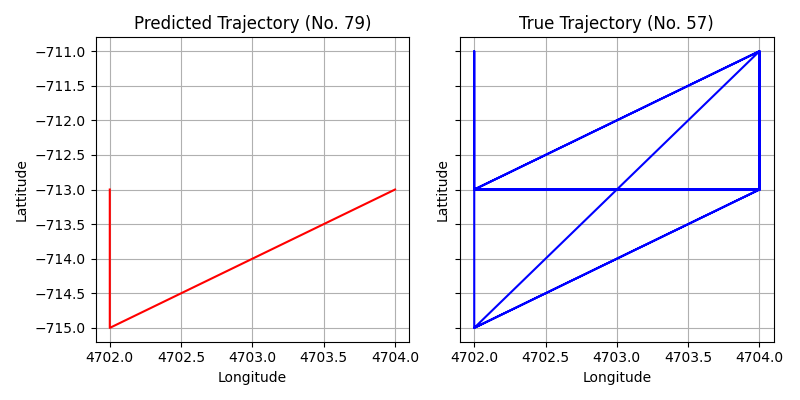 Predicted Trajectory (No. 79)
−711.0
−711.5
−712.0
−712.5
−713.0
−713.5
−714.0
−714.5
−715.0
Lattitude
4702.0 4702.5 4703.0 4703.5 4704.0
Longitude
True Trajectory (No. 57)
Lattitude
4702.0 4702.5 4703.0 4703.5 4704.0
Longitude